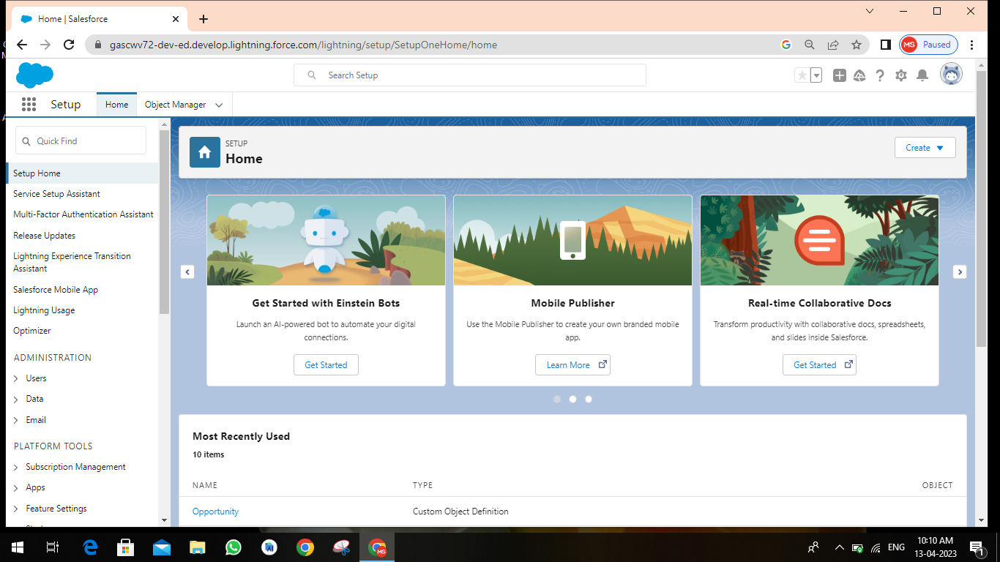 Home | Salesforce
gascwv72-dev-ed.develop.lightning.force.com/lightning/setup/SetupOneHome/home
MS Paused
Search Setup
Setup
Home
Object Manager
Quick Find
Setup Home
Service Setup Assistant
Multi-Factor Authentication Assistant
Release Updates
Lightning Experience Transition
Assistant
Salesforce Mobile App
Lightning Usage
Optimizer
ADMINISTRATION
Users
Data
Email
PLATFORM TOOLS
Subscription Management
Apps
Feature Settings
SETUP
Home
Create
Get Started with Einstein Bots
Launch an AI-powered bot to automate your digital
connections.
Get Started
Mobile Publisher
Use the Mobile Publisher to create your own branded mobile
app.
Learn More
Real-time Collaborative Docs
Transform productivity with collaborative docs, spreadsheets,
and slides inside Salesforce.
Get Started
Most Recently Used
10 items
NAME TYPE OBJECT
Opportunity Custom Object Definition
MS
ENG
10:10 AM
13-04-2023
1